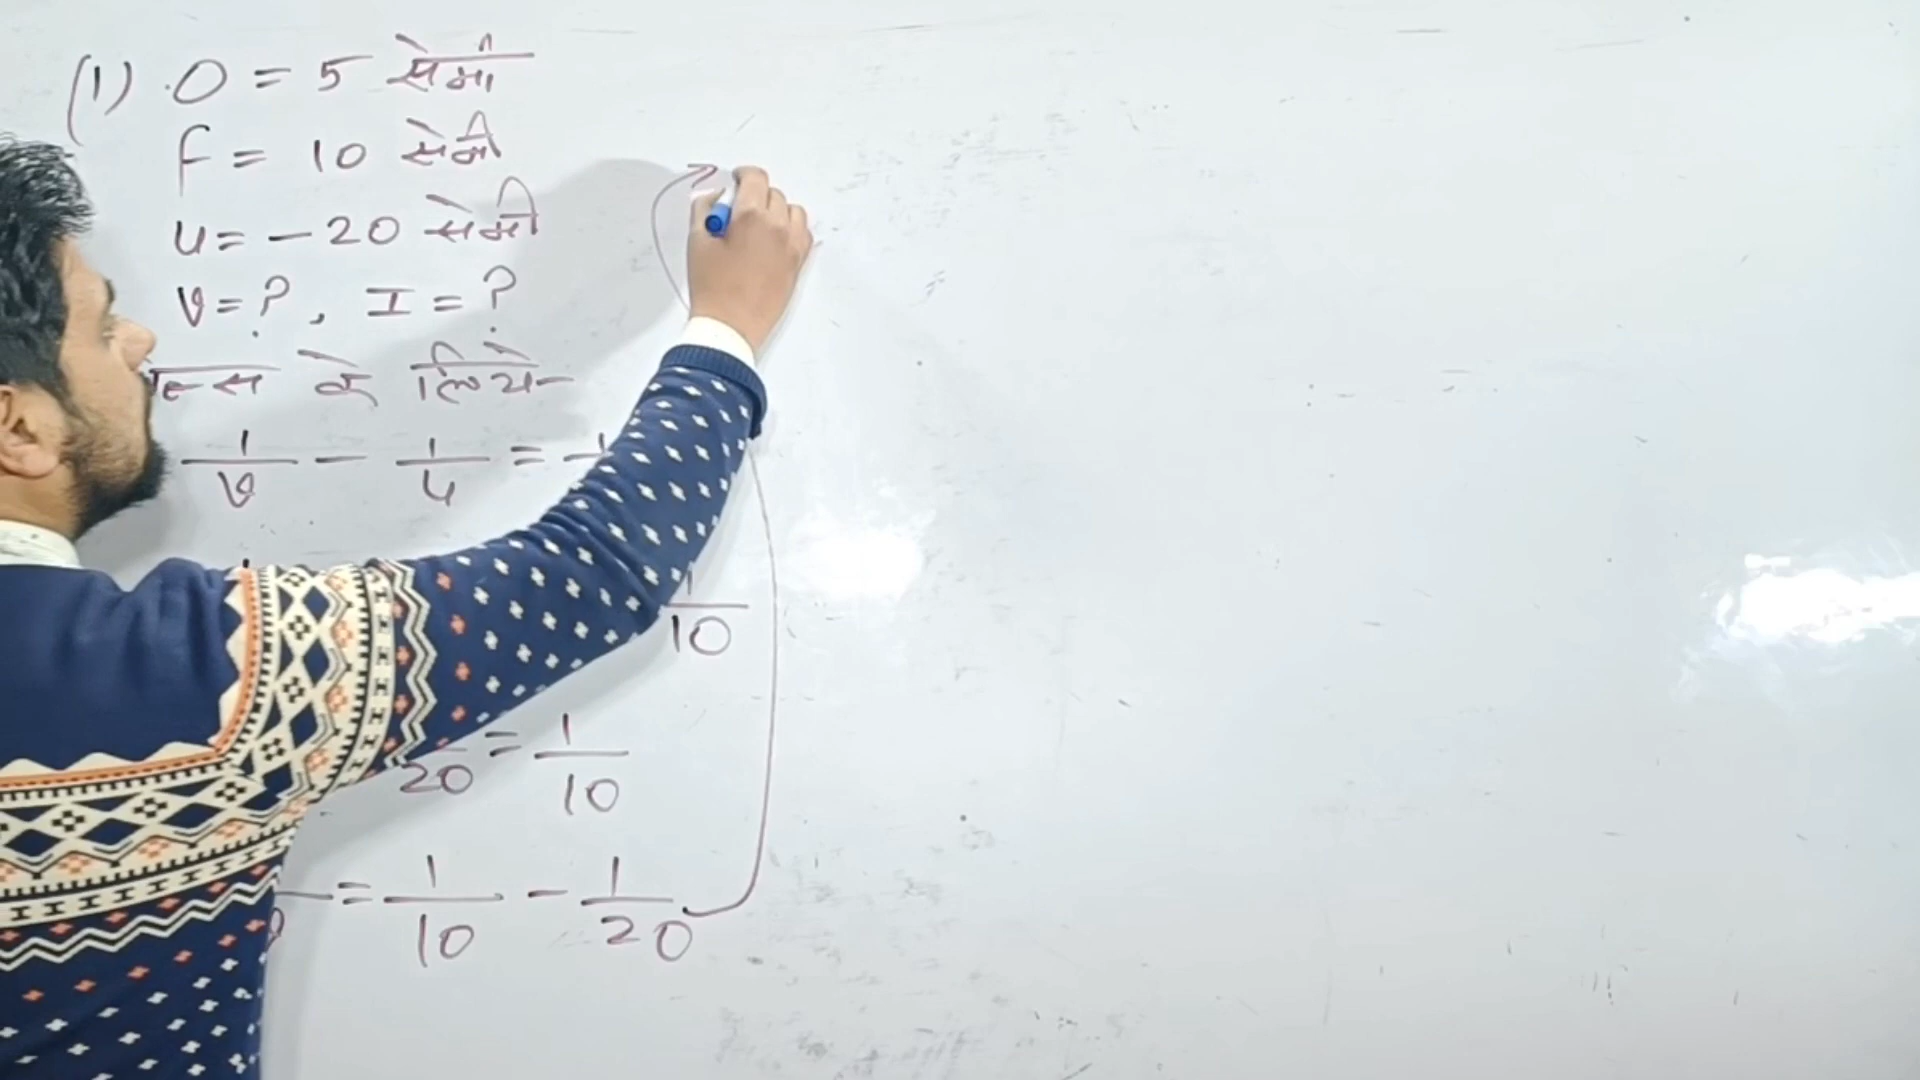 (1) O = 5 सेमी
f = 10 सेमी
u = - 20 सेमी
v = ? , I = ?
के लिये -
1/v - 1/u = 1
1/10
20 = 1/10
= 1/10 - 1/20